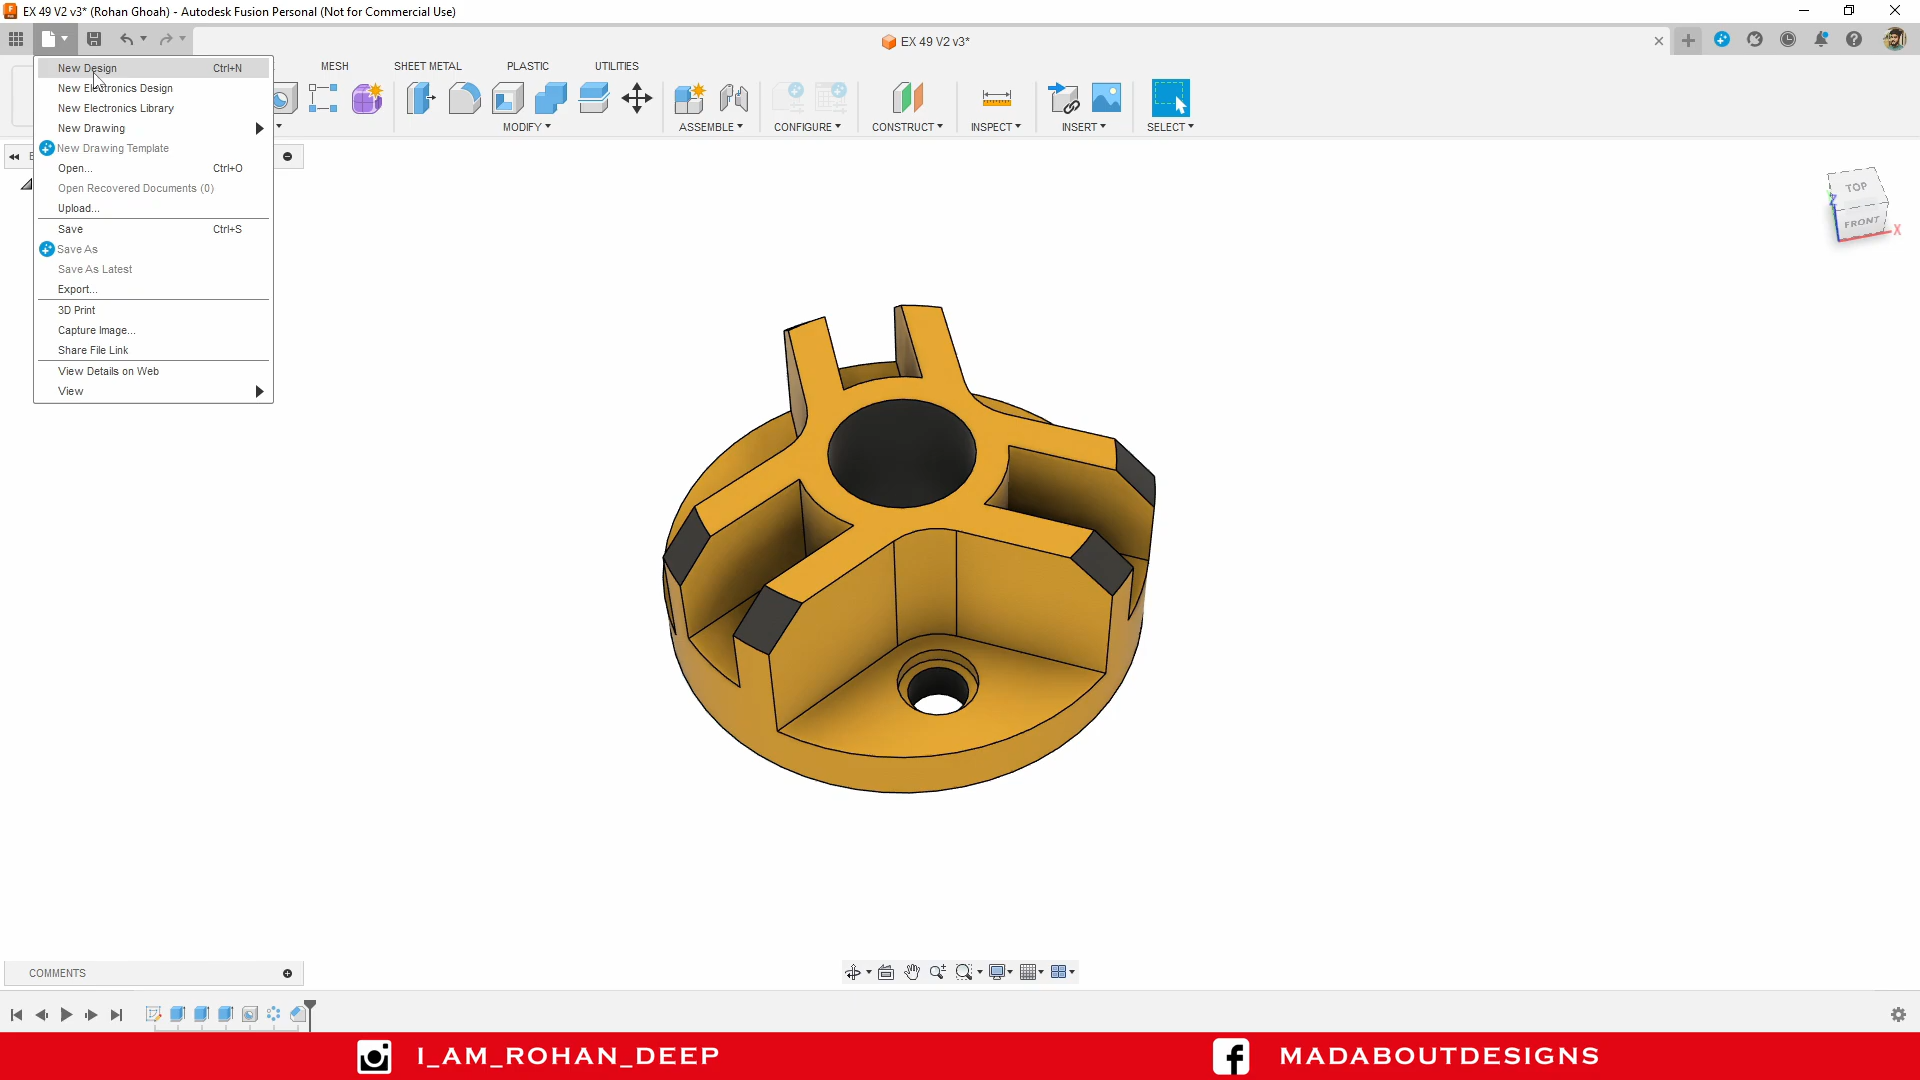 EX 49 V2 v3* (Rohan Ghoah) - Autodesk Fusion Personal (Not for Commercial Use)
EX 49 V2 v3*
New Design Ctrl+N
New Electronics Design
New Electronics Library
New Drawing
New Drawing Template
Open... Ctrl+O
Open Recovered Documents (0)
Upload...
Save Ctrl+S
Save As
Save As Latest
Export...
3D Print
Capture Image...
Share File Link
View Details on Web
View
MESH SHEET METAL PLASTIC UTILITIES
MODIFY ASSEMBLE CONFIGURE CONSTRUCT INSPECT INSERT SELECT
TOP
FRONT
Z
X
COMMENTS
I_AM_ROHAN_DEEP
MADABOUTDESIGNS